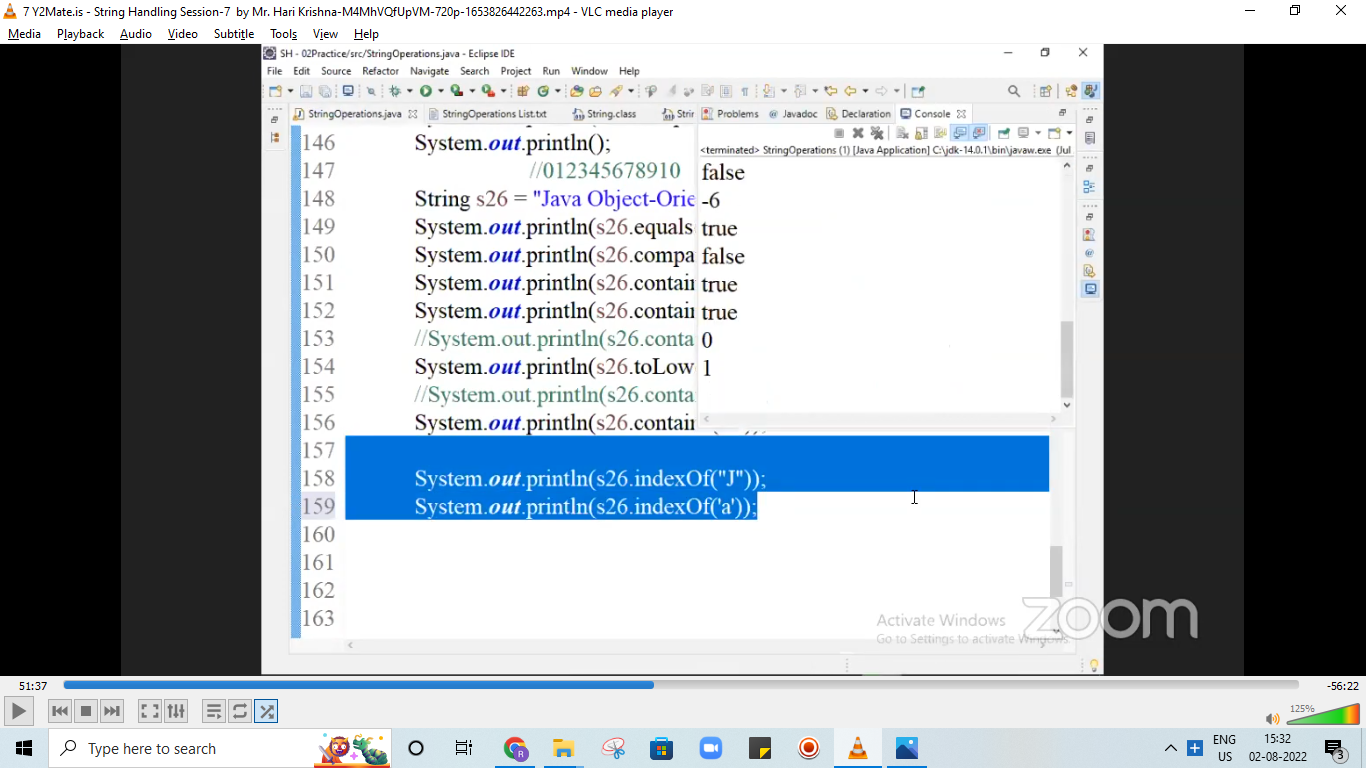 7 Y2Mate.is - String Handling Session-7 by Mr. Hari Krishna-M4MhVQfUpVM-720p-1653826442263.mp4 - VLC media player
Media Playback Audio Video Subtitle Tools View Help
SH - 02Practice/src/StringOperations.java - Eclipse IDE
File Edit Source Refactor Navigate Search Project Run Window Help
StringOperations.java StringOperations List.txt String.class Strin
Problems Javadoc Declaration Console
<terminated> StringOperations (1) [Java Application] C:\jdk-14.0.1\bin\javaw.exe (Jul
146 System.out.println();
147 //012345678910
148 String s26 = "Java Object-Orie
149 System.out.println(s26.equals
150 System.out.println(s26.compa
151 System.out.println(s26.contain
152 System.out.println(s26.contain
153 //System.out.println(s26.conta
154 System.out.println(s26.toLow
155 //System.out.println(s26.conta
156 System.out.println(s26.contain
157
158 System.out.println(s26.indexOf("J"));
159 System.out.println(s26.indexOf('a'));
160
161
162
163
false
-6
true
false
true
true
0
1
Activate Windows
Go to Settings to activate Windows.
zoom
51:37
-56:22
125%
Type here to search
ENG
US
15:32
02-08-2022
3